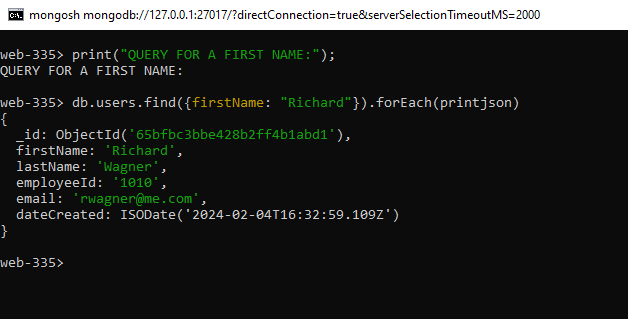 mongosh mongodb://127.0.0.1:27017/?directConnection=true&serverSelectionTimeoutMS=2000
web-335> print("QUERY FOR A FIRST NAME:");
QUERY FOR A FIRST NAME:
web-335> db.users.find({firstName: "Richard"}).forEach(printjson)
{
  _id: ObjectId('65bfbc3bbe428b2ff4b1abd1'),
  firstName: 'Richard',
  lastName: 'Wagner',
  employeeId: '1010',
  email: 'rwagner@me.com',
  dateCreated: ISODate('2024-02-04T16:32:59.109Z')
}
web-335>